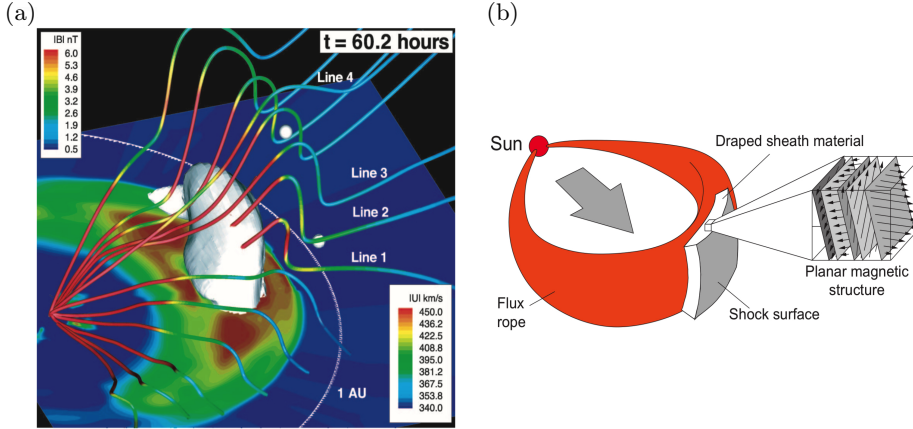 (a)
|B| nT
6.0
5.3
4.6
3.9
3.2
2.6
1.9
1.2
0.5
t = 60.2 hours
Line 4
Line 3
Line 2
Line 1
1 AU
|U| km/s
450.0
436.2
422.5
408.8
395.0
381.2
367.5
353.8
340.0
(b)
Sun
Draped sheath material
Planar magnetic
structure
Flux
rope
Shock surface